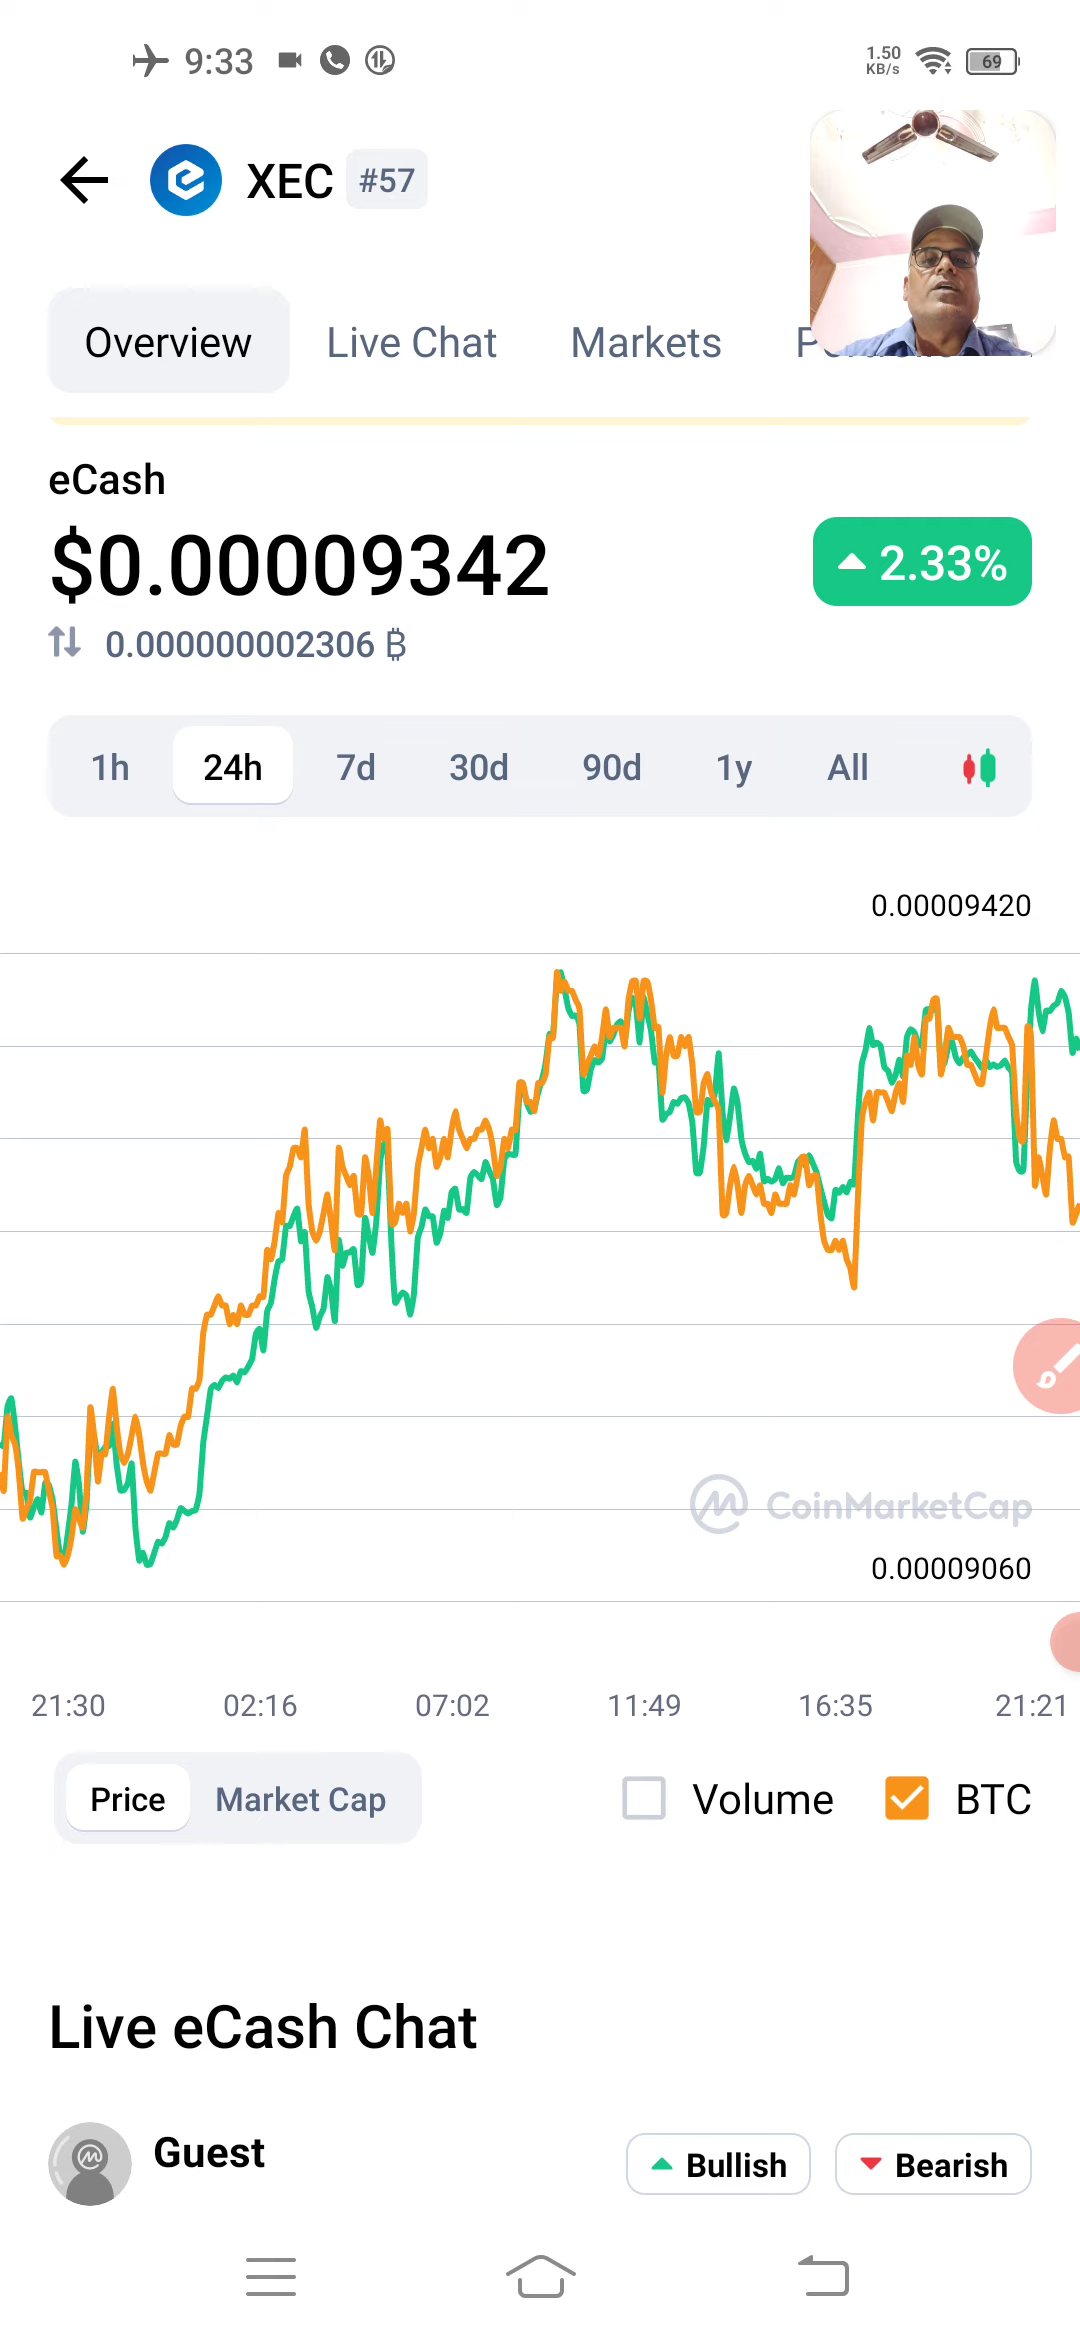 9:33
1.50
KB/s
69
XEC #57
Overview Live Chat Markets
eCash
$0.00009342
2.33%
0.000000002306 ₿
1h 24h 7d 30d 90d 1y All
0.00009420
CoinMarketCap
0.00009060
21:30 02:16 07:02 11:49 16:35 21:21
Price Market Cap Volume BTC
Live eCash Chat
Guest Bullish Bearish